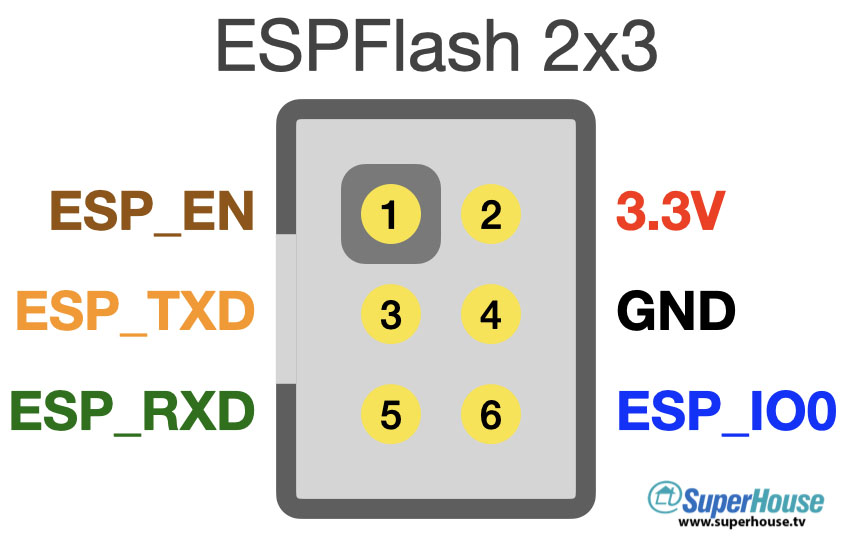 ESPFlash 2x3
ESP_EN 1 2 3.3V
ESP_TXD 3 4 GND
ESP_RXD 5 6 ESP_IO0
SuperHouse
www.superhouse.tv